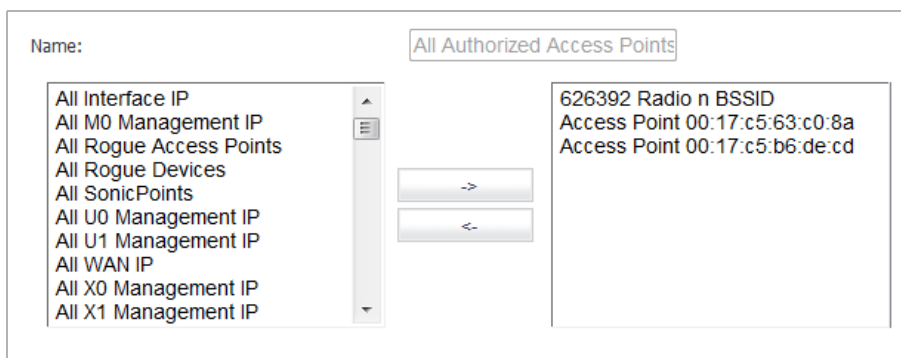 Name:
All Authorized Access Points
All Interface IP
All M0 Management IP
All Rogue Access Points
All Rogue Devices
All SonicPoints
All U0 Management IP
All U1 Management IP
All WAN IP
All X0 Management IP
All X1 Management IP
->
<-
626392 Radio n BSSID
Access Point 00:17:c5:63:c0:8a
Access Point 00:17:c5:b6:de:cd